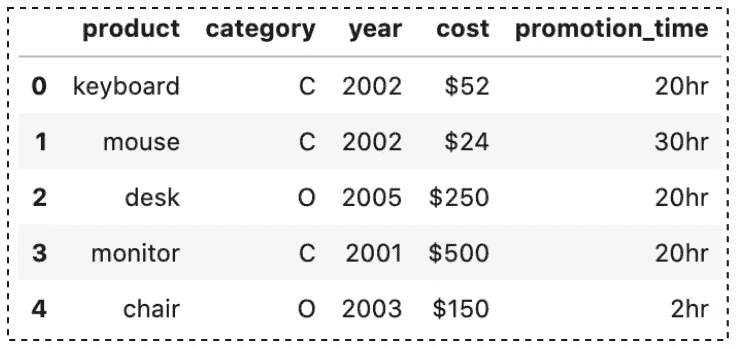 product category year cost promotion_time
0 keyboard C 2002 $52 20hr
1 mouse C 2002 $24 30hr
2 desk O 2005 $250 20hr
3 monitor C 2001 $500 20hr
4 chair O 2003 $150 2hr